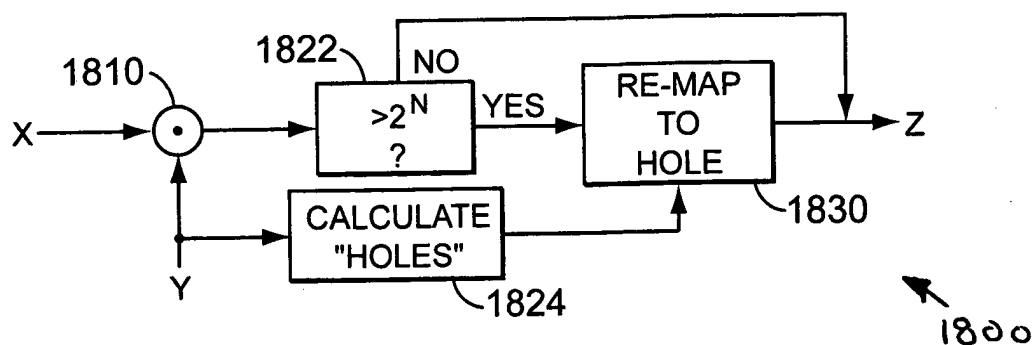 1810
1822
NO
>2^N
?
YES
RE-MAP
TO
HOLE
X
Z
1830
CALCULATE
"HOLES"
Y
1824
1800